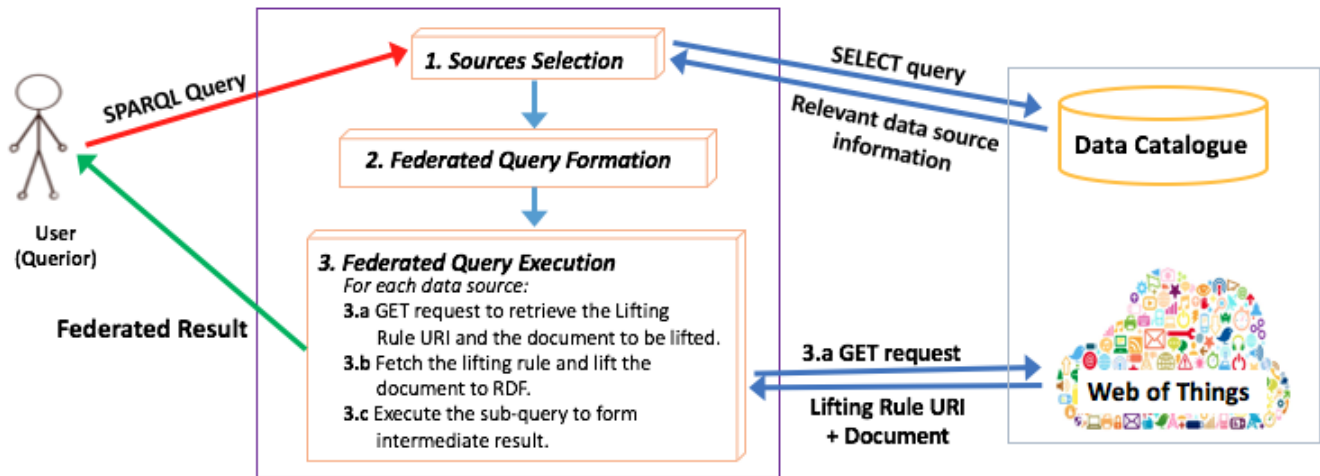 SPARQL Query
User
(Querior)
Federated Result
1. Sources Selection
2. Federated Query Formation
3. Federated Query Execution
For each data source:
3.a GET request to retrieve the Lifting
Rule URI and the document to be lifted.
3.b Fetch the lifting rule and lift the
document to RDF.
3.c Execute the sub-query to form
intermediate result.
SELECT query
Relevant data source
information
Data Catalogue
3.a GET request
Lifting Rule URI
+ Document
Web of Things